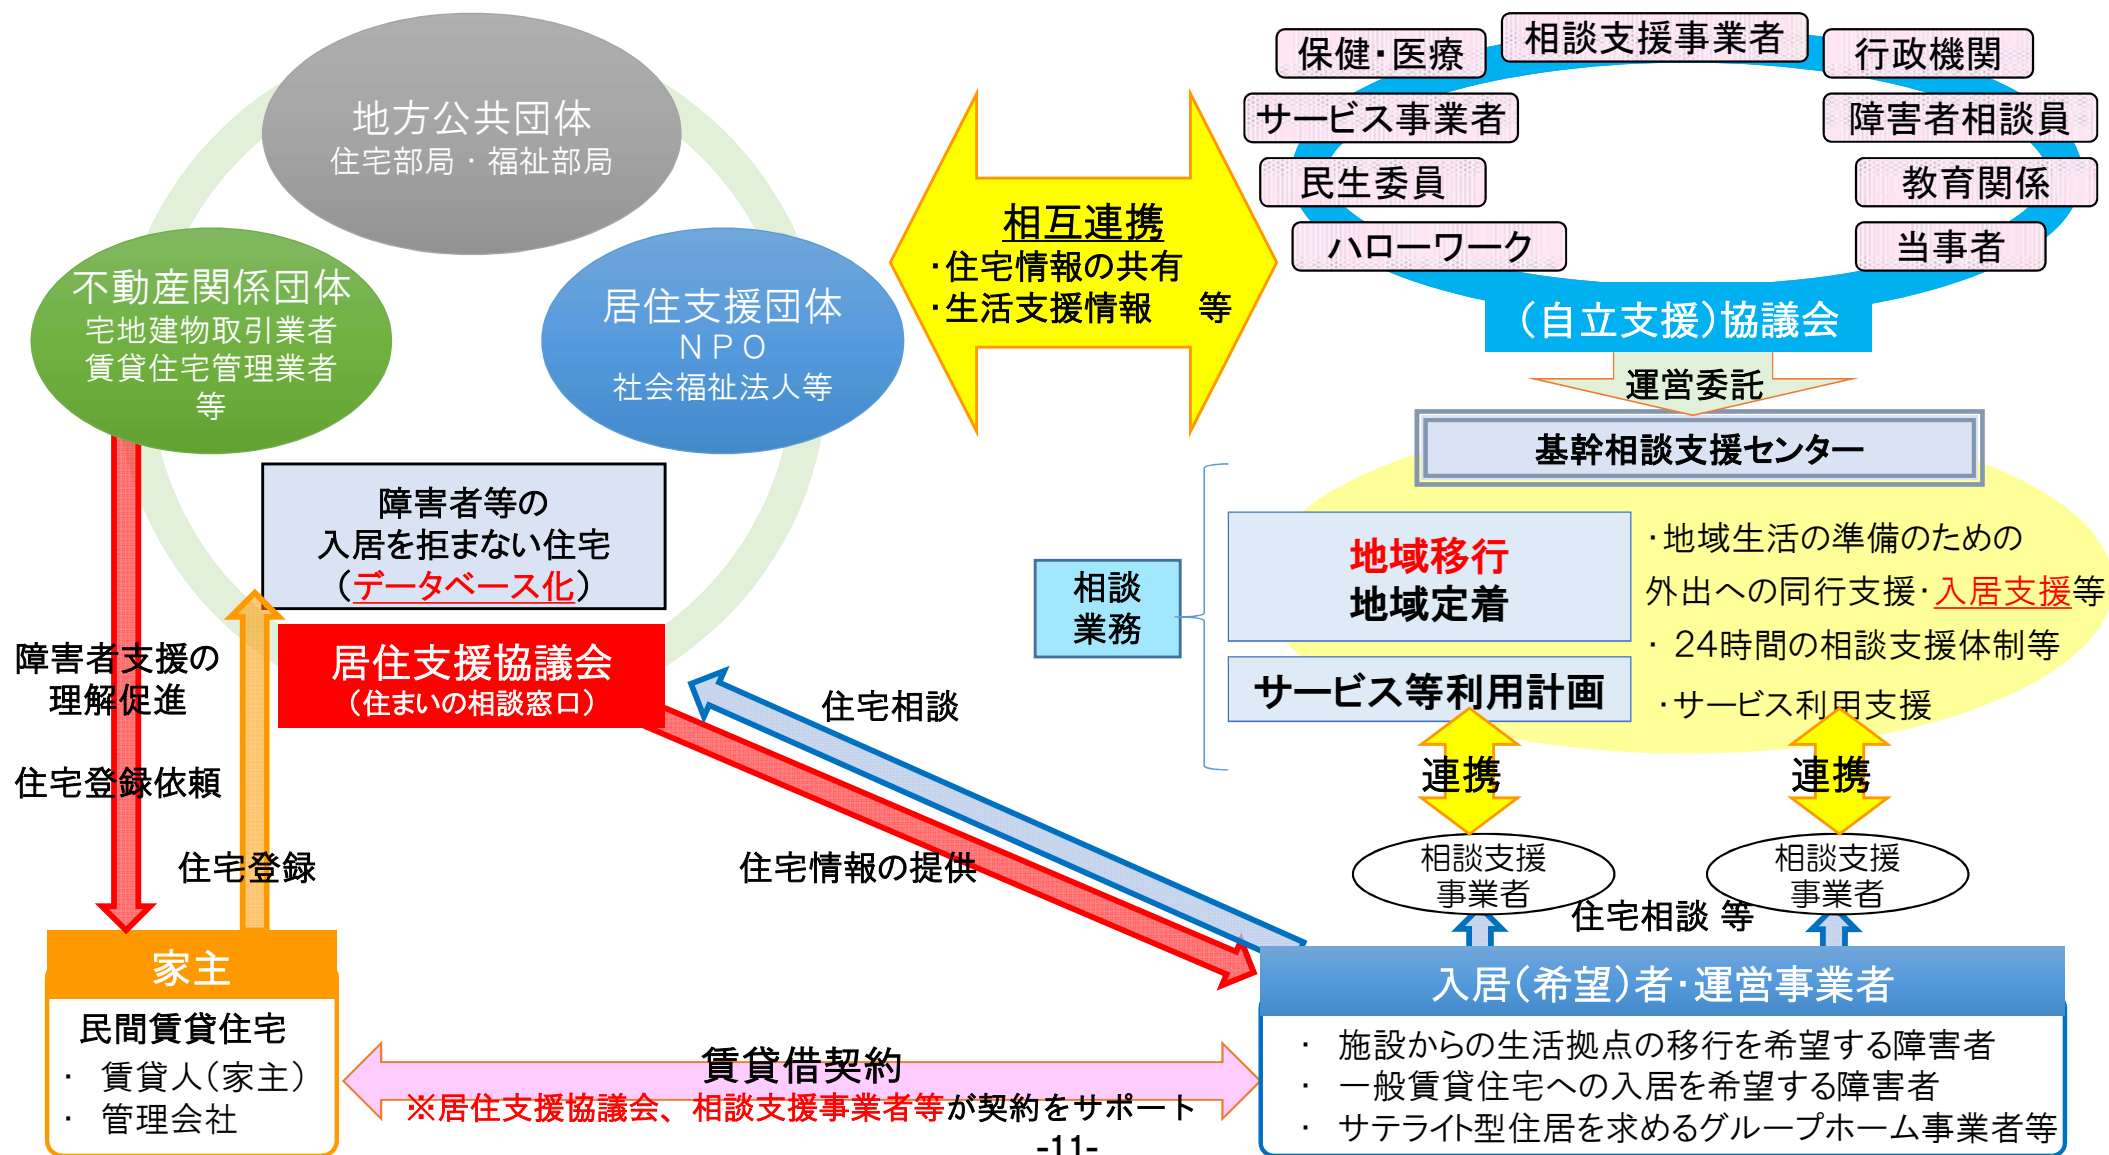 地方公共団体
住宅部局・福祉部局
不動産関係団体
宅地建物取引業者
賃貸住宅管理業者
等
居住支援団体
ＮＰＯ
社会福祉法人等
相互連携
・住宅情報の共有
・生活支援情報　等
相談支援事業者
保健・医療
行政機関
サービス事業者
障害者相談員
民生委員
教育関係
ハローワーク
当事者
（自立支援）協議会
運営委託
基幹相談支援センター
障害者等の
入居を拒まない住宅
（データベース化）
居住支援協議会
（住まいの相談窓口）
相談
業務
地域移行
地域定着
サービス等利用計画
・地域生活の準備のための
外出への同行支援・入居支援等
・ 24時間の相談支援体制等
・サービス利用支援
障害者支援の
理解促進
住宅登録依頼
住宅登録
住宅相談
住宅情報の提供
連携
連携
相談支援
事業者
相談支援
事業者
住宅相談 等
家主
民間賃貸住宅
・ 賃貸人（家主）
・ 管理会社
賃貸借契約
※居住支援協議会、相談支援事業者等が契約をサポート
入居（希望）者・運営事業者
・ 施設からの生活拠点の移行を希望する障害者
・ 一般賃貸住宅への入居を希望する障害者
・ サテライト型住居を求めるグループホーム事業者等
-11-